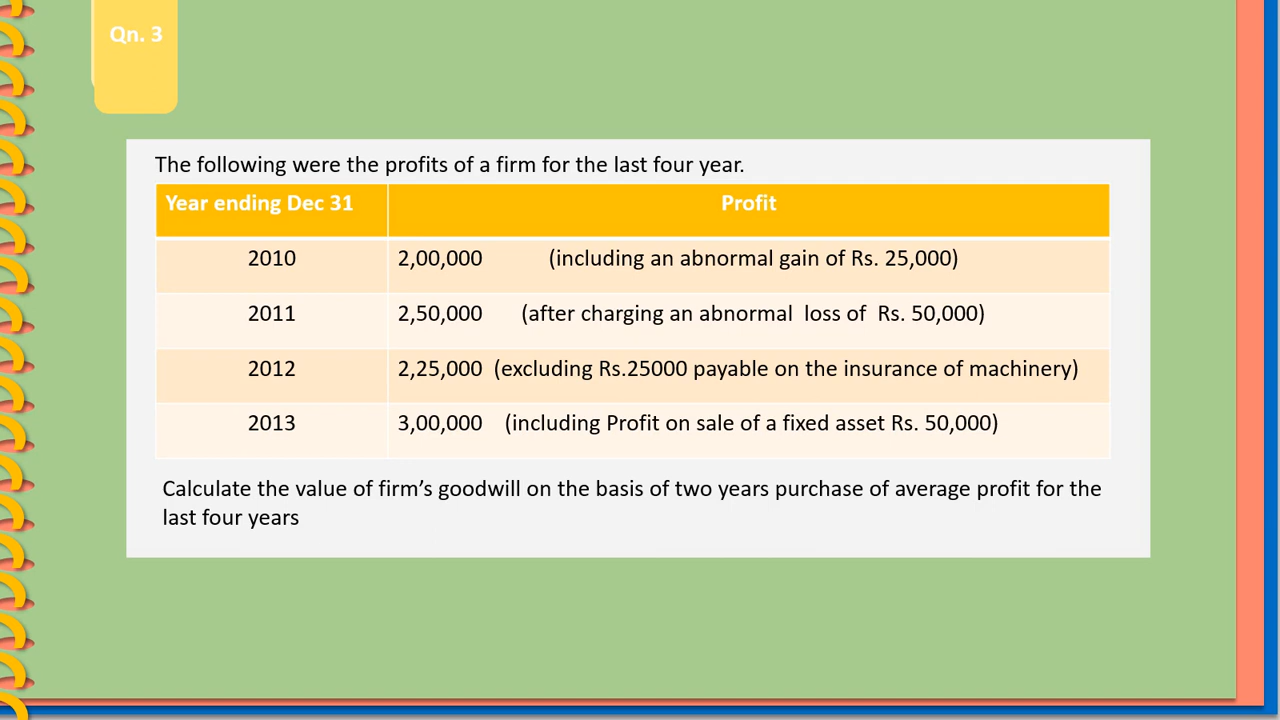 Qn. 3
The following were the profits of a firm for the last four year.
Year ending Dec 31 Profit
2010 2,00,000 (including an abnormal gain of Rs. 25,000)
2011 2,50,000 (after charging an abnormal loss of Rs. 50,000)
2012 2,25,000 (excluding Rs.25000 payable on the insurance of machinery)
2013 3,00,000 (including Profit on sale of a fixed asset Rs. 50,000)
Calculate the value of firm’s goodwill on the basis of two years purchase of average profit for the
last four years